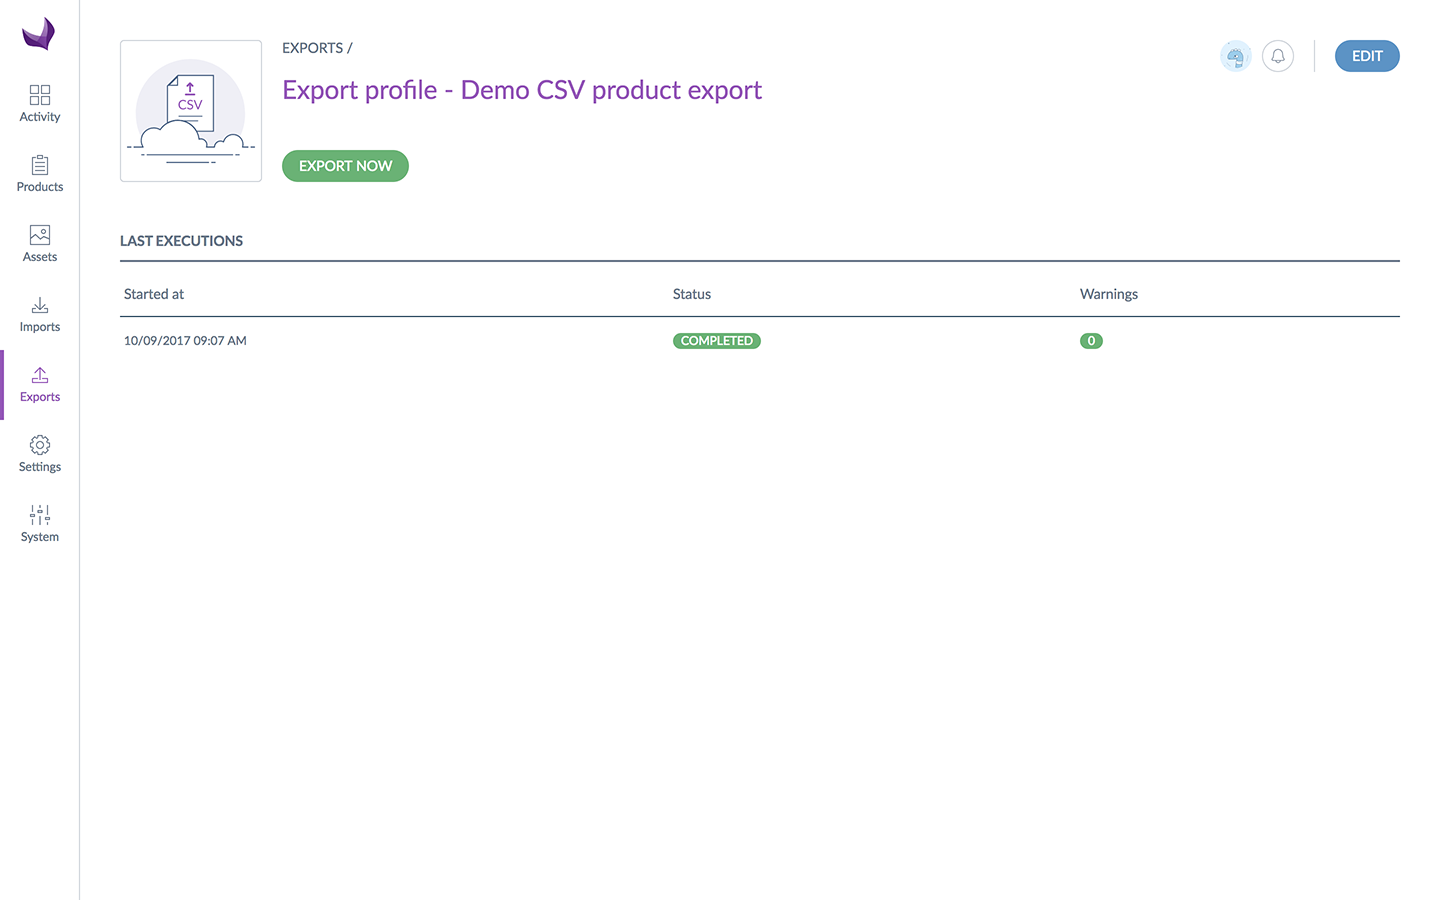 Activity
Products
Assets
Imports
Exports
Settings
System
CSV
EXPORTS /
Export profile - Demo CSV product export
EXPORT NOW
EDIT
LAST EXECUTIONS
Started at Status Warnings
10/09/2017 09:07 AM COMPLETED 0